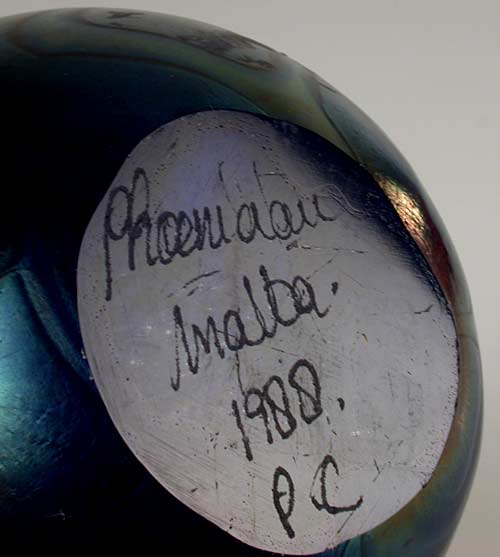 Phoenician
Malta.
1988.
PC